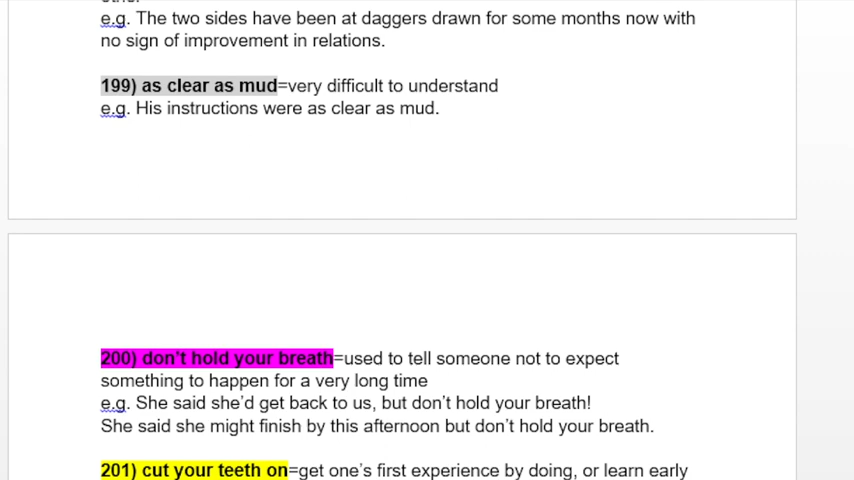 e.g. The two sides have been at daggers drawn for some months now with
no sign of improvement in relations.
199) as clear as mud=very difficult to understand
e.g. His instructions were as clear as mud.
200) don't hold your breath=used to tell someone not to expect
something to happen for a very long time
e.g. She said she'd get back to us, but don't hold your breath!
She said she might finish by this afternoon but don't hold your breath.
201) cut your teeth on=get one's first experience by doing, or learn early